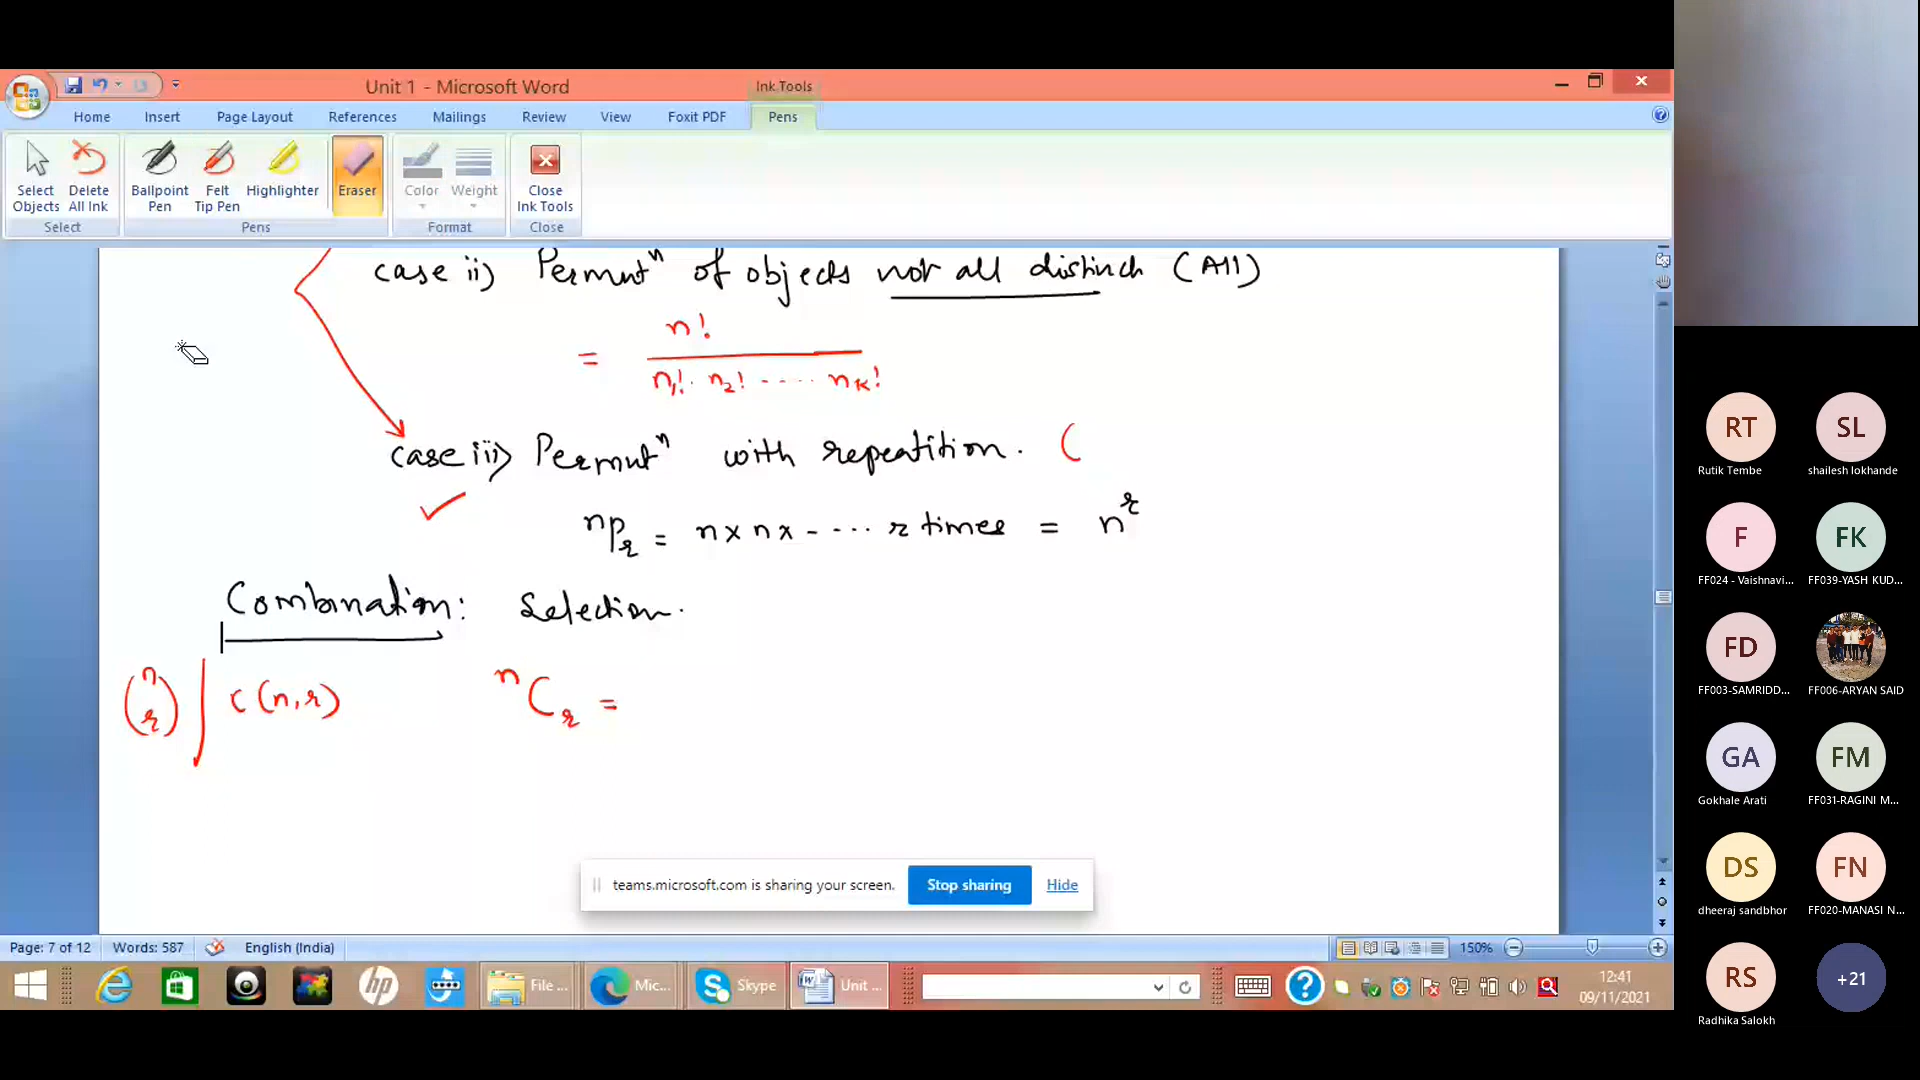 Unit 1 - Microsoft Word
Ink Tools
Home Insert Page Layout References Mailings Review View Foxit PDF Pens
Select Objects
Delete All Ink
Ballpoint Pen
Felt Tip Pen
Highlighter
Eraser
Color
Weight
Close Ink Tools
Select Pens Format Close
case ii) Permutⁿ of objects not all distinct (All)
= n! / n₁! · n₂! ----- nₖ!
case iii) Permutⁿ with repeatition. (
ⁿPᵣ = n × n × - ---- r times = nʳ
Combination: Selection.
(n r) | C(n,r) ⁿCᵣ =
teams.microsoft.com is sharing your screen. Stop sharing Hide
Page: 7 of 12 Words: 587 English (India) 150%
File ... Mic... Skype Unit ...
12:41
09/11/2021
RT SL
Rutik Tembe shailesh lokhande
F FK
FF024 - Vaishnavi... FF039-YASH KUD...
FD
FF003-SAMRIDD... FF006-ARYAN SAID
GA FM
Gokhale Arati FF031-RAGINI M...
DS FN
dheeraj sandbhor FF020-MANASI N...
RS +21
Radhika Salokh